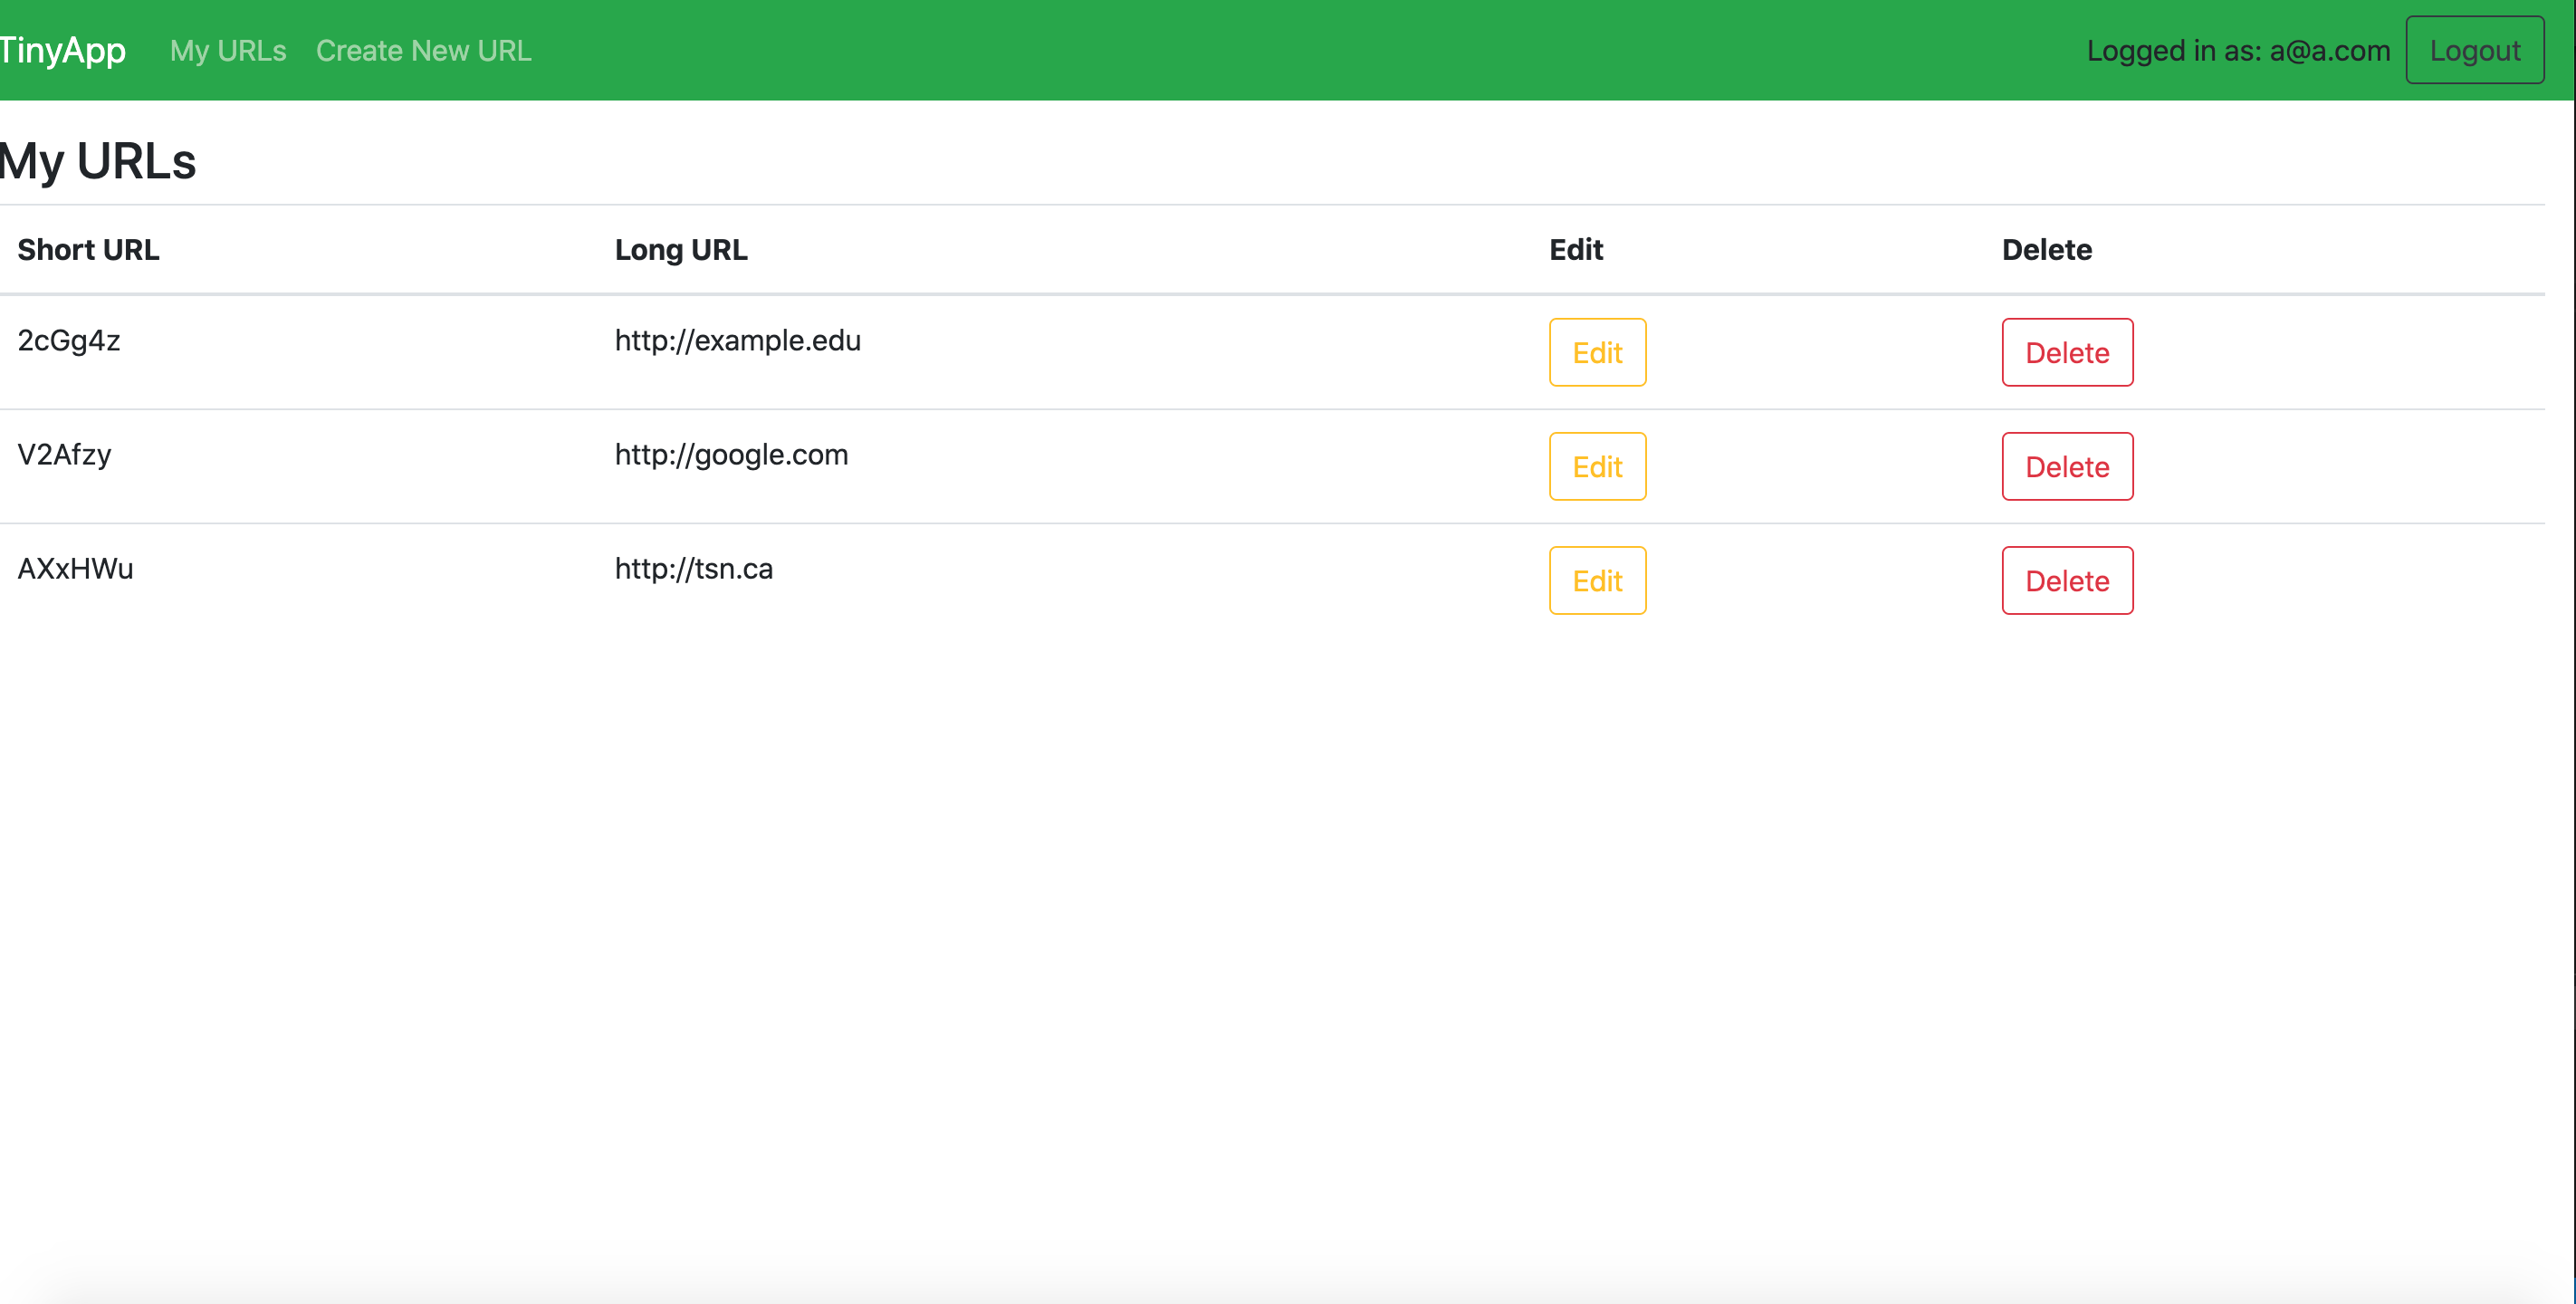 TinyApp My URLs Create New URL Logged in as: a@a.com Logout
My URLs
Short URL Long URL Edit Delete
2cGg4z http://example.edu Edit Delete
V2Afzy http://google.com Edit Delete
AXxHWu http://tsn.ca Edit Delete